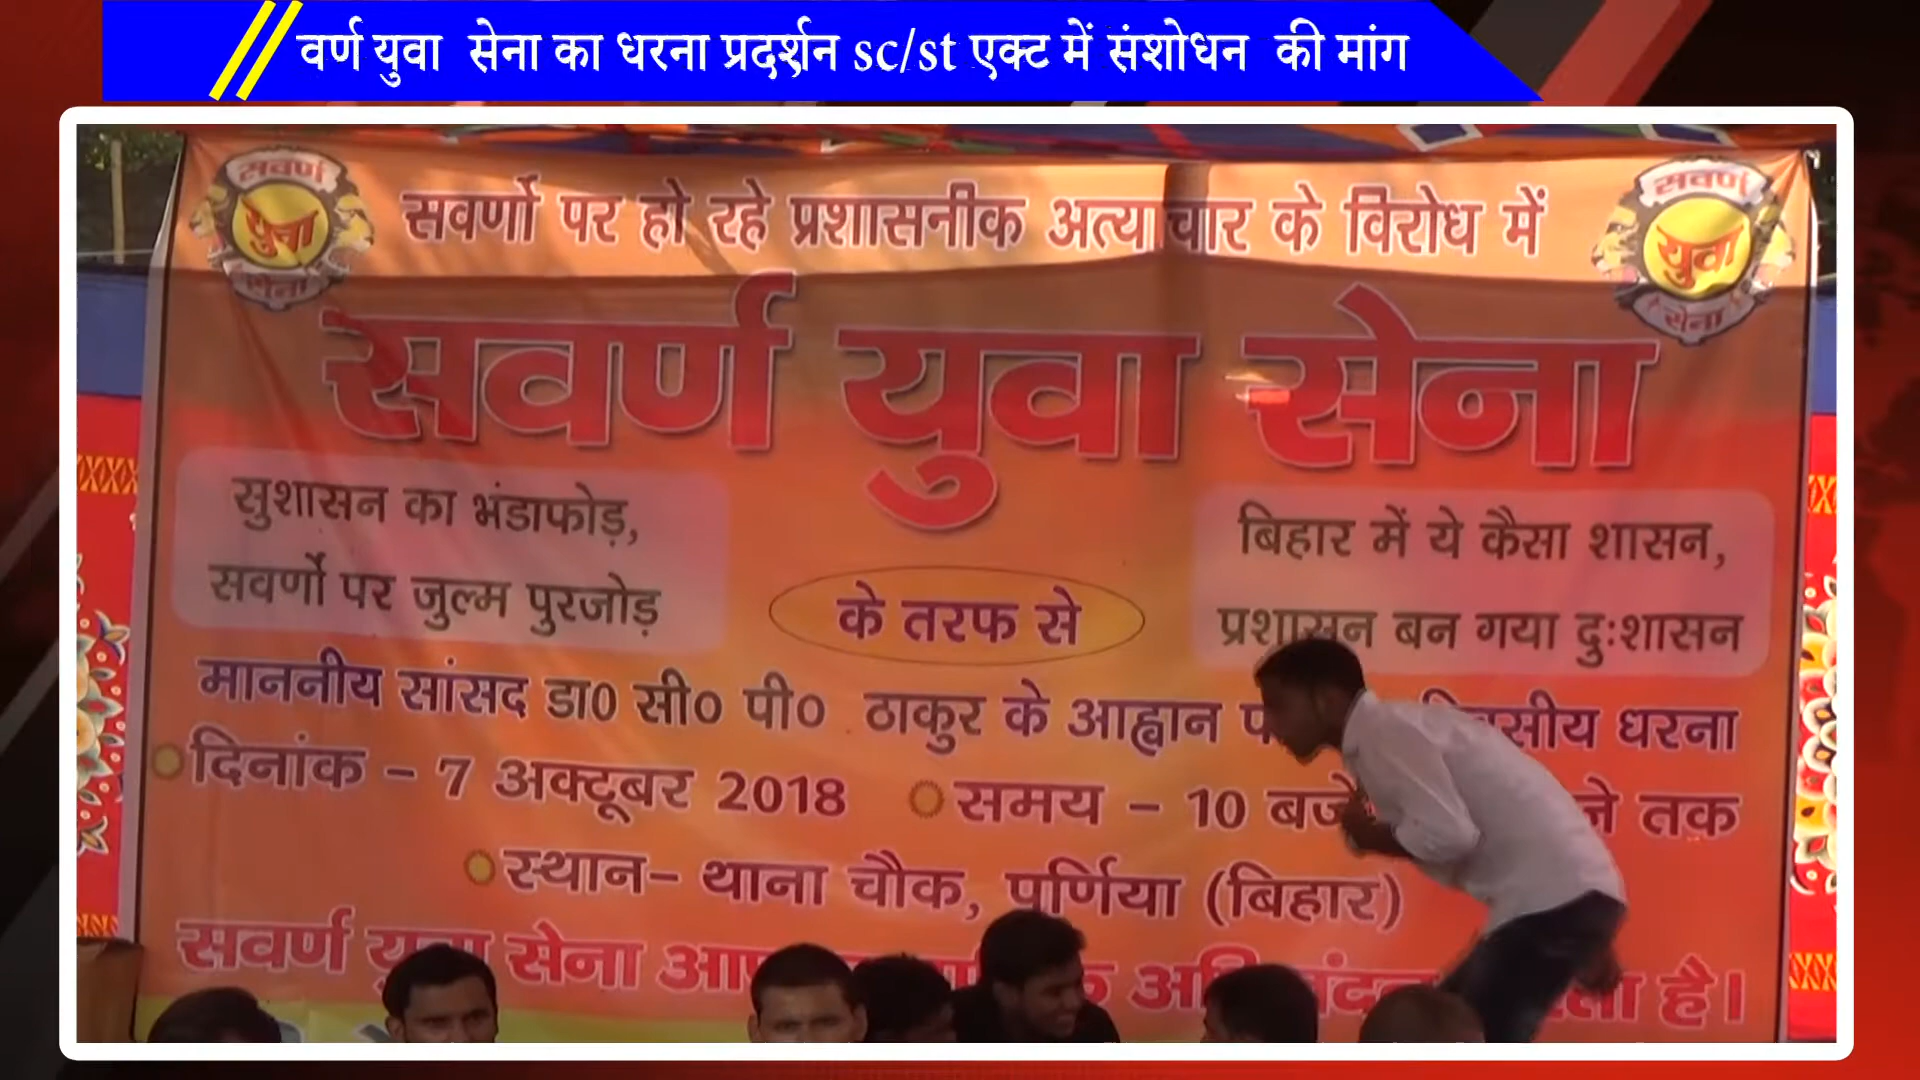 वर्ण युवा सेना का धरना प्रदर्शन sc/st एक्ट में संशोधन की मांग
सवर्ण युवा सेना
सवर्णो पर हो रहे प्रशासनीक अत्याचार के विरोध में
सवर्ण युवा सेना
सवर्ण युवा सेना
सुशासन का भंडाफोड़,
सवर्णो पर जुल्म पुरजोड़
के तरफ से
बिहार में ये कैसा शासन,
प्रशासन बन गया दुःशासन
माननीय सांसद डा0 सी० पी० ठाकुर के आह्वान धरना
दिनांक - 7 अक्टूबर 2018 समय - 10 बजे तक
स्थान- थाना चौक, पूर्णिया (बिहार)
सवर्ण युवा सेना है।